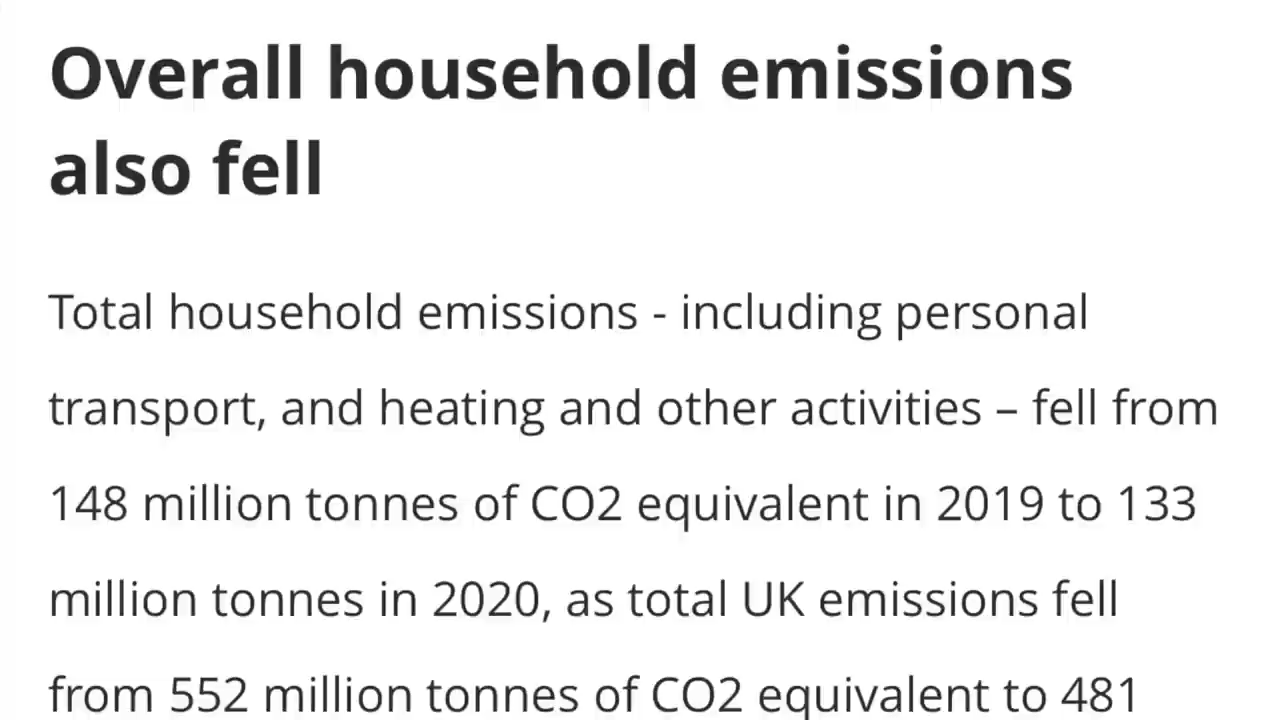 Overall household emissions
also fell
Total household emissions - including personal
transport, and heating and other activities – fell from
148 million tonnes of CO2 equivalent in 2019 to 133
million tonnes in 2020, as total UK emissions fell
from 552 million tonnes of CO2 equivalent to 481